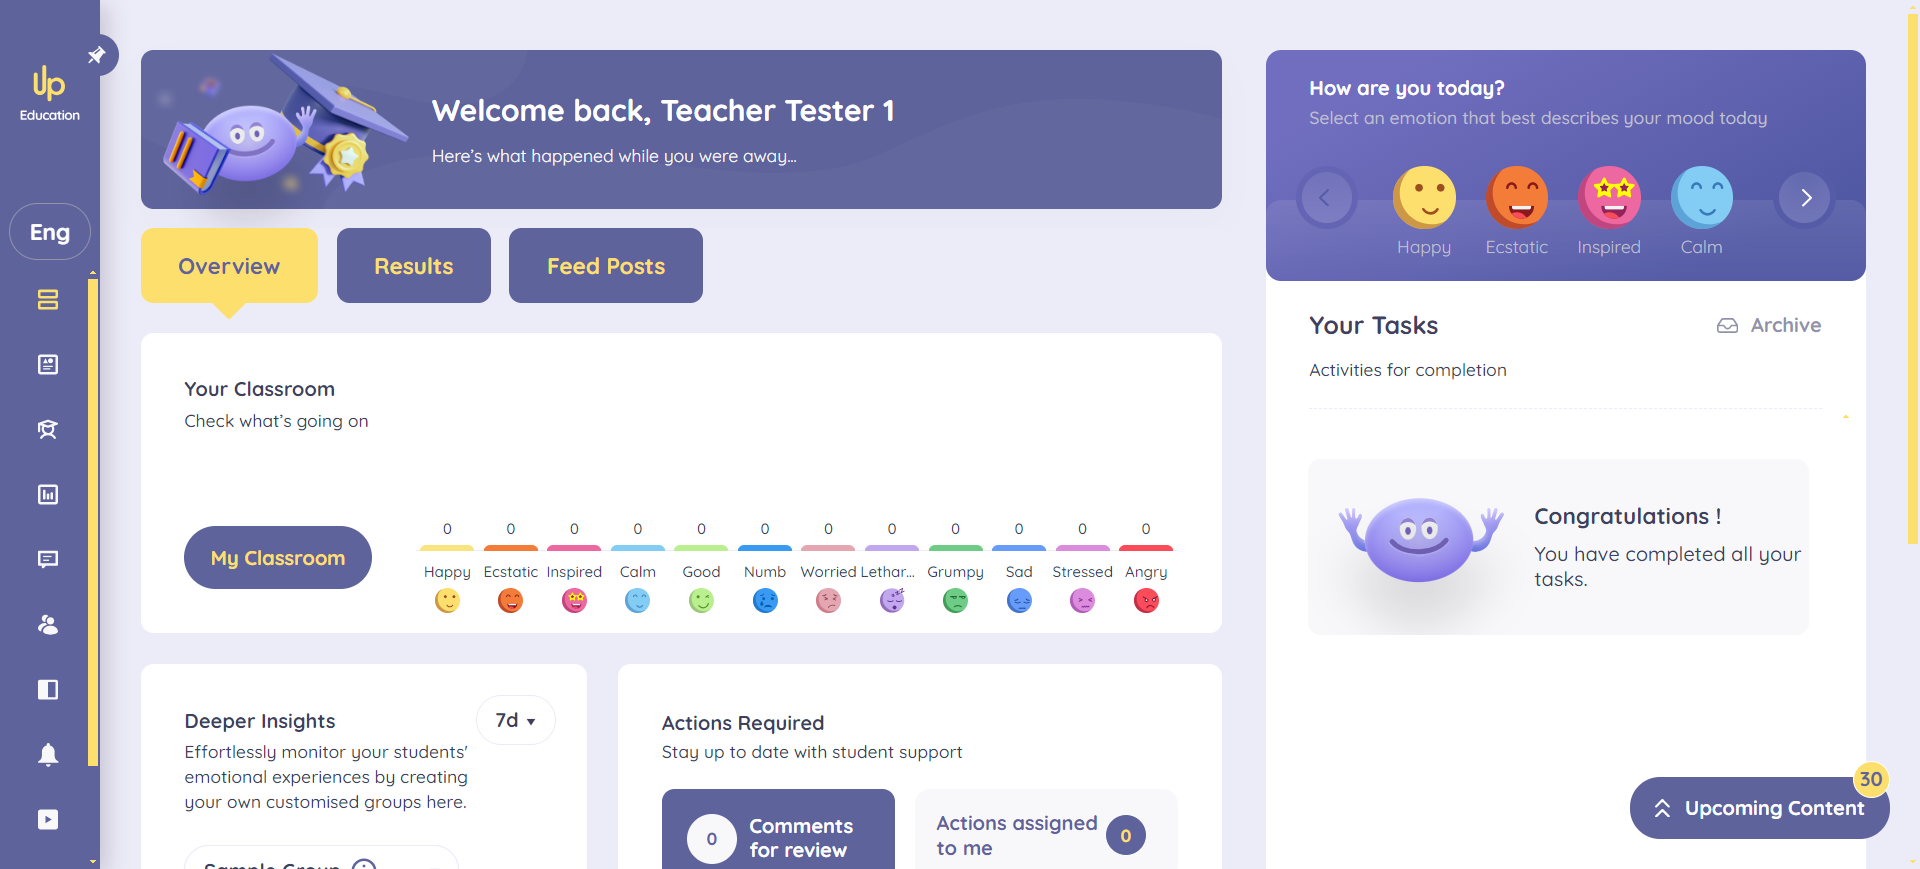 Up
Education
Eng
Welcome back, Teacher Tester 1
Here's what happened while you were away...
Overview
Results
Feed Posts
Your Classroom
Check what's going on
My Classroom
0 0 0 0 0 0 0 0 0 0 0 0
Happy Ecstatic Inspired Calm Good Numb Worried Lethar... Grumpy Sad Stressed Angry
Deeper Insights
7d
Effortlessly monitor your students'
emotional experiences by creating
your own customised groups here.
Sample Group
Actions Required
Stay up to date with student support
0
Comments
for review
Actions assigned
to me
0
How are you today?
Select an emotion that best describes your mood today
Happy Ecstatic Inspired Calm
Your Tasks
Archive
Activities for completion
Congratulations !
You have completed all your
tasks.
30
Upcoming Content